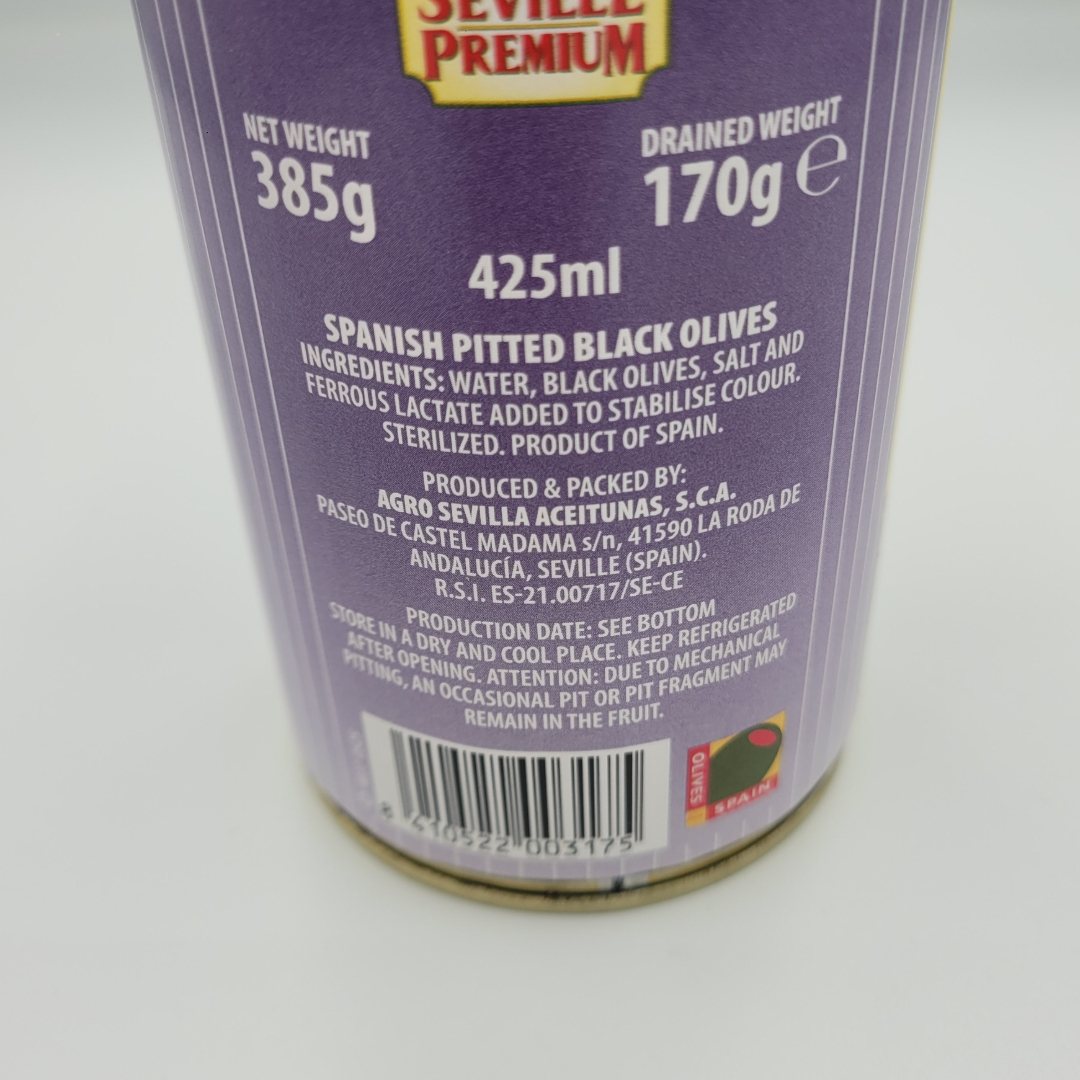 SEVILLE
PREMIUM
NET WEIGHT
385g
DRAINED WEIGHT
170g ℮
425ml
SPANISH PITTED BLACK OLIVES
INGREDIENTS: WATER, BLACK OLIVES, SALT AND
FERROUS LACTATE ADDED TO STABILISE COLOUR.
STERILIZED. PRODUCT OF SPAIN.
PRODUCED & PACKED BY:
AGRO SEVILLA ACEITUNAS, S.C.A.
PASEO DE CASTEL MADAMA s/n, 41590 LA RODA DE
ANDALUCÍA, SEVILLE (SPAIN).
R.S.I. ES-21.00717/SE-CE
PRODUCTION DATE: SEE BOTTOM
STORE IN A DRY AND COOL PLACE. KEEP REFRIGERATED
AFTER OPENING. ATTENTION: DUE TO MECHANICAL
PITTING, AN OCCASIONAL PIT OR PIT FRAGMENT MAY
REMAIN IN THE FRUIT.
8 410522 003175
OLIVES
SPAIN